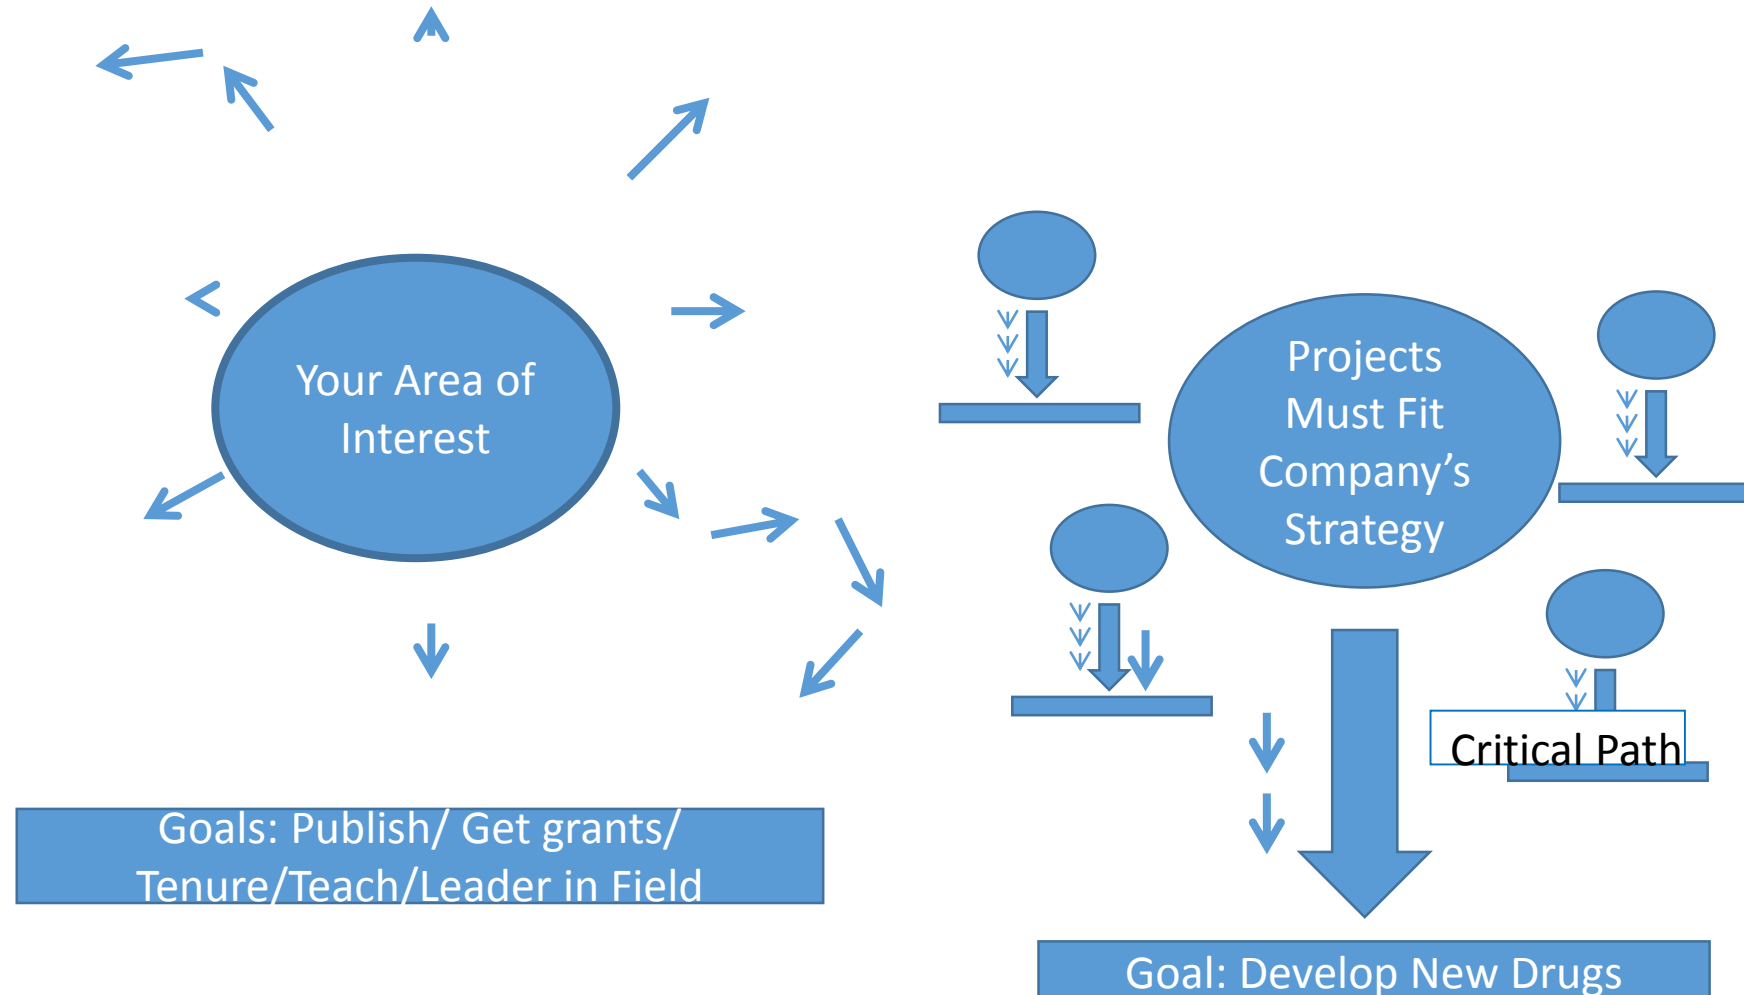 Your Area of
Interest
Goals: Publish/ Get grants/
Tenure/Teach/Leader in Field
Projects
Must Fit
Company’s
Strategy
Critical Path
Goal: Develop New Drugs